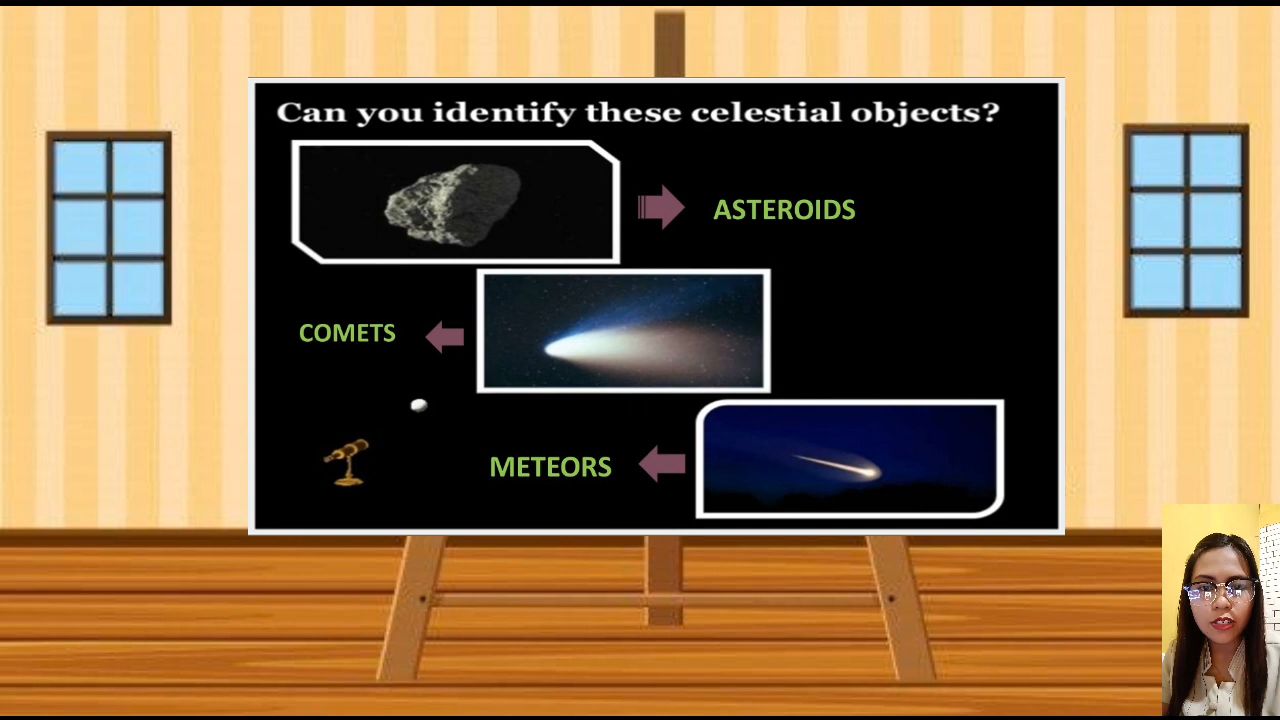 Can you identify these celestial objects?
ASTEROIDS
COMETS
METEORS